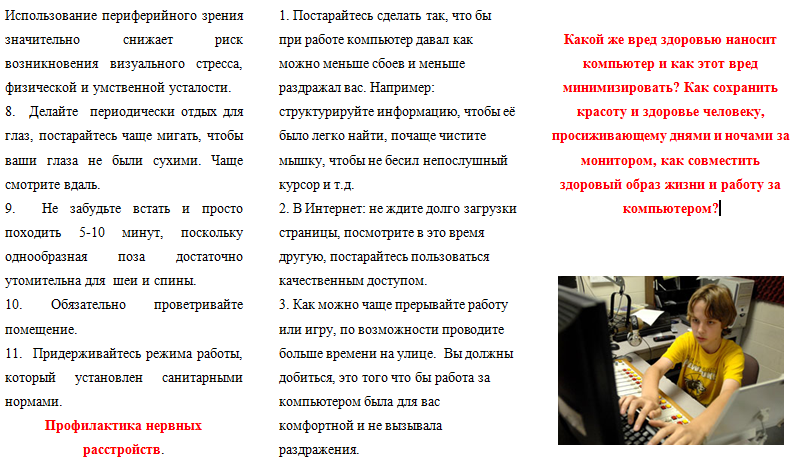 Использование периферийного зрения
значительно снижает риск
возникновения визуального стресса,
физической и умственной усталости.
8. Делайте периодически отдых для
глаз, постарайтесь чаще мигать, чтобы
ваши глаза не были сухими. Чаще
смотрите вдаль.
9. Не забудьте встать и просто
походить 5-10 минут, поскольку
однообразная поза достаточно
утомительна для шеи и спины.
10. Обязательно проветривайте
помещение.
11. Придерживайтесь режима работы,
который установлен санитарными
нормами.
Профилактика нервных
расстройств.
1. Постарайтесь сделать так, что бы
при работе компьютер давал как
можно меньше сбоев и меньше
раздражал вас. Например:
структурируйте информацию, чтобы её
было легко найти, почаще чистите
мышку, чтобы не бесил непослушный
курсор и т.д.
2. В Интернет: не ждите долго загрузки
страницы, посмотрите в это время
другую, постарайтесь пользоваться
качественным доступом.
3. Как можно чаще прерывайте работу
или игру, по возможности проводите
больше времени на улице. Вы должны
добиться, это того что бы работа за
компьютером была для вас
комфортной и не вызывала
раздражения.
Какой же вред здоровью наносит
компьютер и как этот вред
минимизировать? Как сохранить
красоту и здоровье человеку,
просиживающему днями и ночами за
монитором, как совместить
здоровый образ жизни и работу за
компьютером?